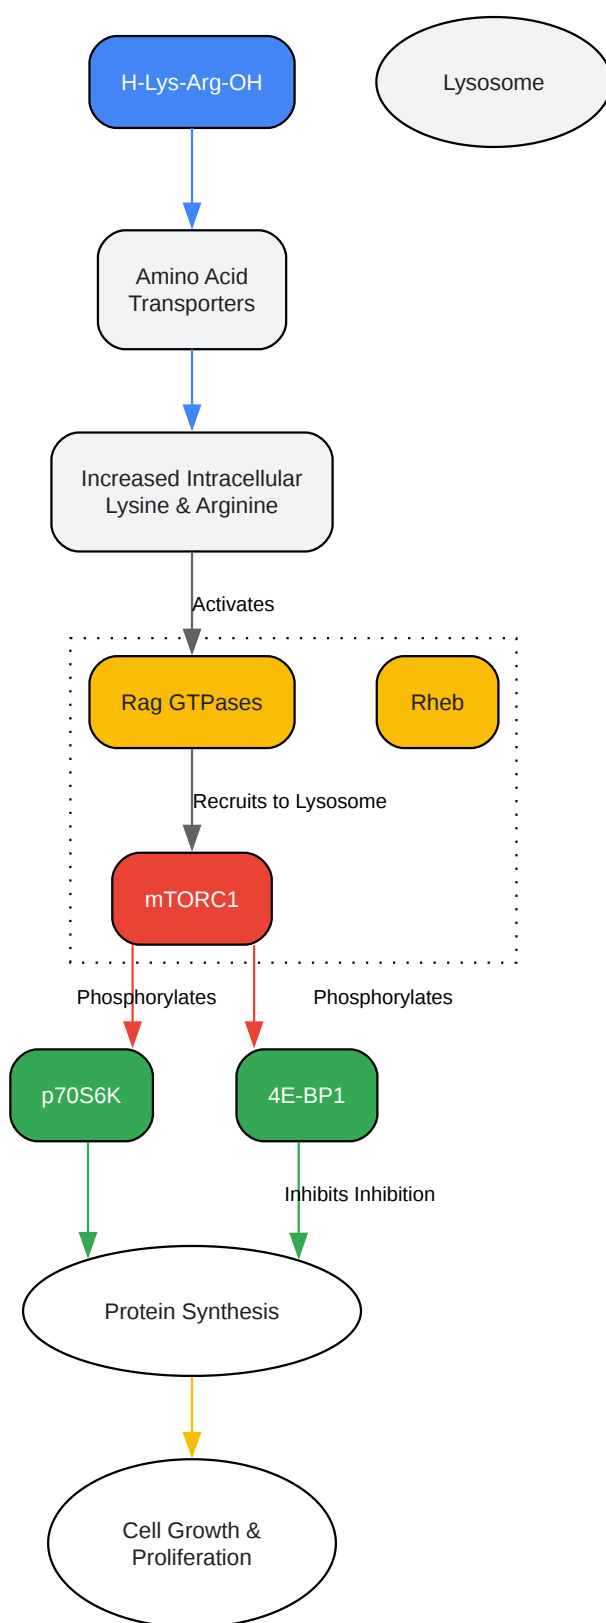 H-Lys-Arg-OH
Lysosome
Amino Acid
Transporters
Increased Intracellular
Lysine & Arginine
Activates
Rag GTPases
Rheb
Recruits to Lysosome
mTORC1
Phosphorylates
Phosphorylates
p70S6K
4E-BP1
Inhibits Inhibition
Protein Synthesis
Cell Growth &
Proliferation